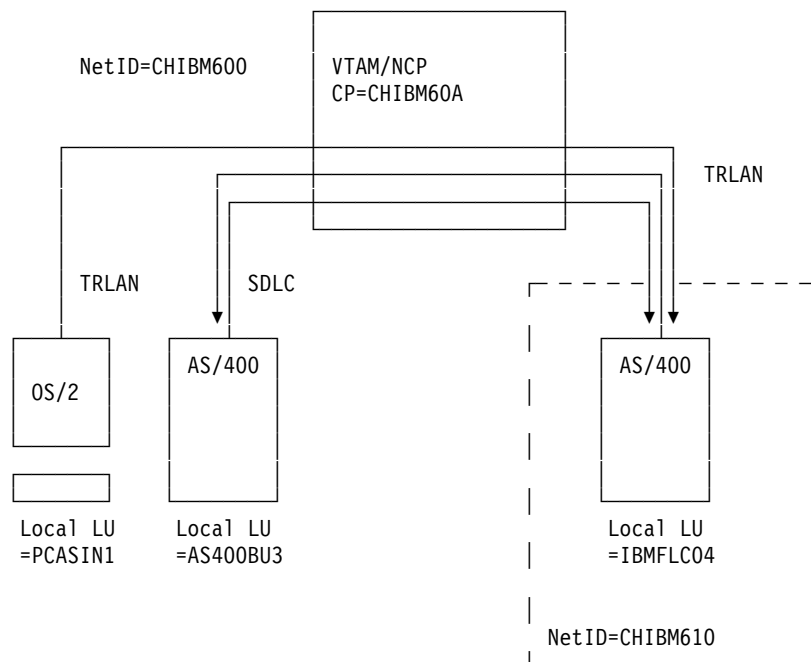 NetID=CHIBM600
VTAM/NCP
CP=CHIBM60A
TRLAN
TRLAN
SDLC
OS/2
AS/400
AS/400
Local LU
=PCASIN1
Local LU
=AS400BU3
Local LU
=IBMFLC04
NetID=CHIBM610